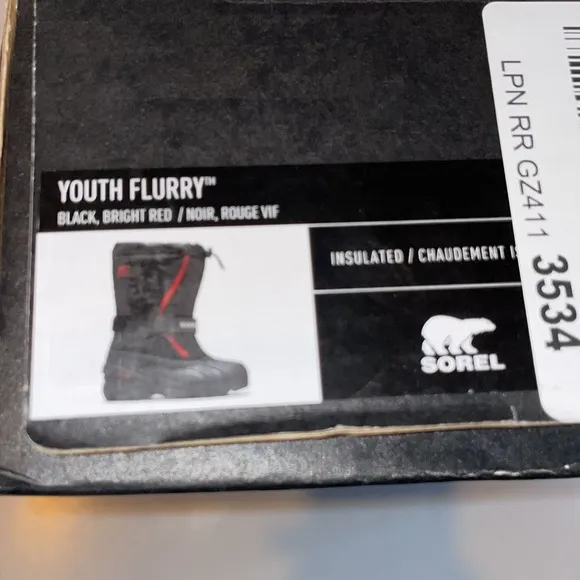 YOUTH FLURRY™
BLACK, BRIGHT RED / NOIR, ROUGE VIF
INSULATED / CHAUDEMENT
SOREL
LPN RR GZ411 3534